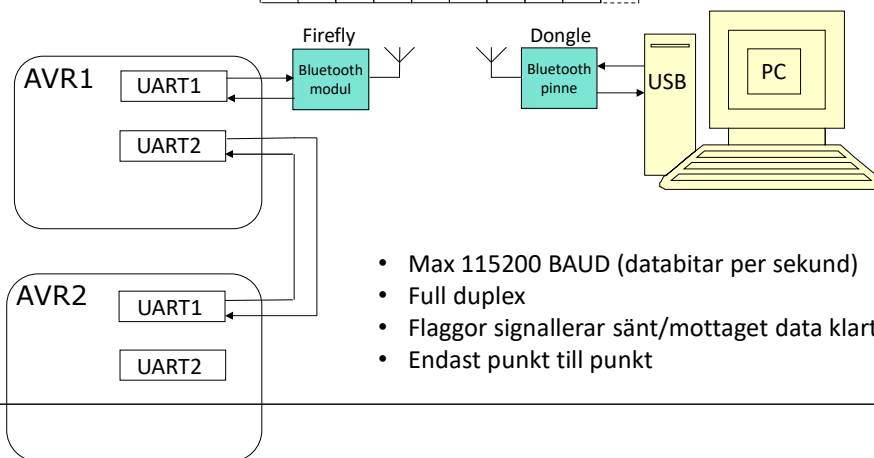 Firefly
Dongle
AVR1
UART1
Bluetooth
modul
Bluetooth
pinne
USB
PC
UART2
AVR2
UART1
UART2
• Max 115200 BAUD (databitar per sekund)
• Full duplex
• Flaggor signallerar sänt/mottaget data klart
• Endast punkt till punkt